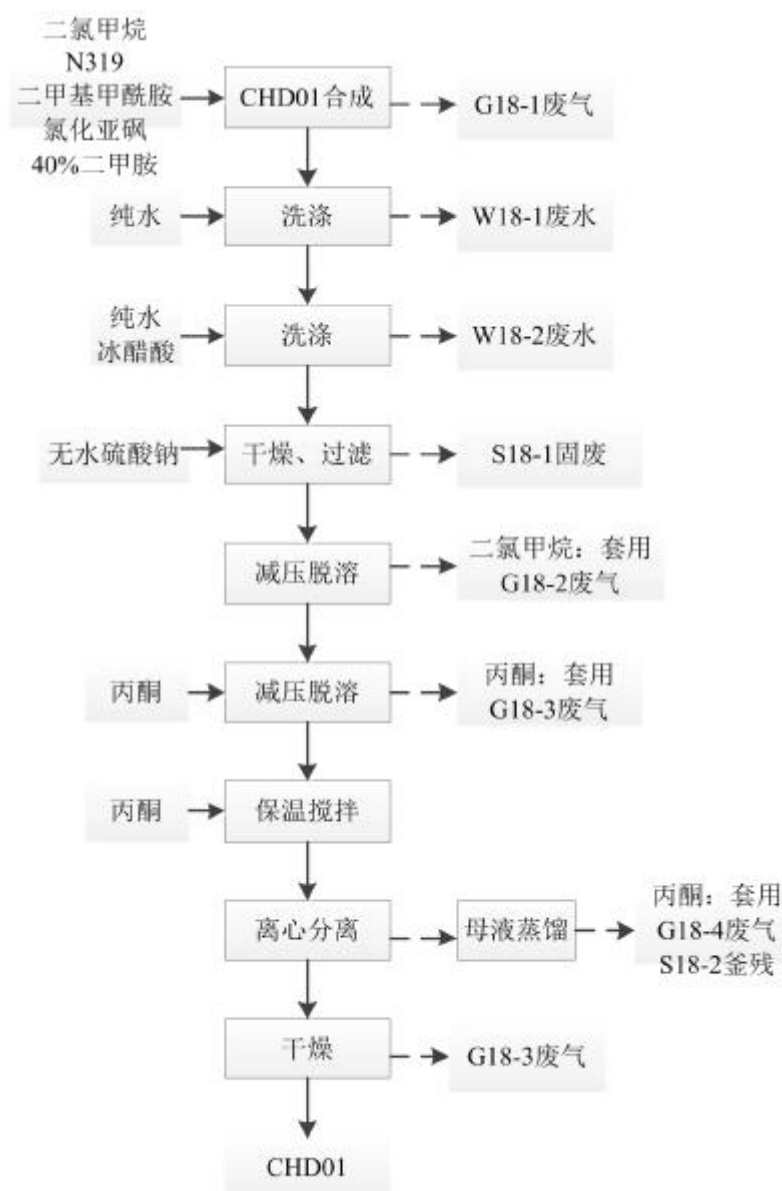 二氯甲烷
N319
二甲基甲酰胺
氯化亚砜
40%二甲胺
CHD01合成
G18-1废气
纯水
洗涤
W18-1废水
纯水
冰醋酸
洗涤
W18-2废水
无水硫酸钠
干燥、过滤
S18-1固废
减压脱溶
二氯甲烷：套用
G18-2废气
丙酮
减压脱溶
丙酮：套用
G18-3废气
丙酮
保温搅拌
离心分离
母液蒸馏
丙酮：套用
G18-4废气
S18-2釜残
干燥
G18-3废气
CHD01